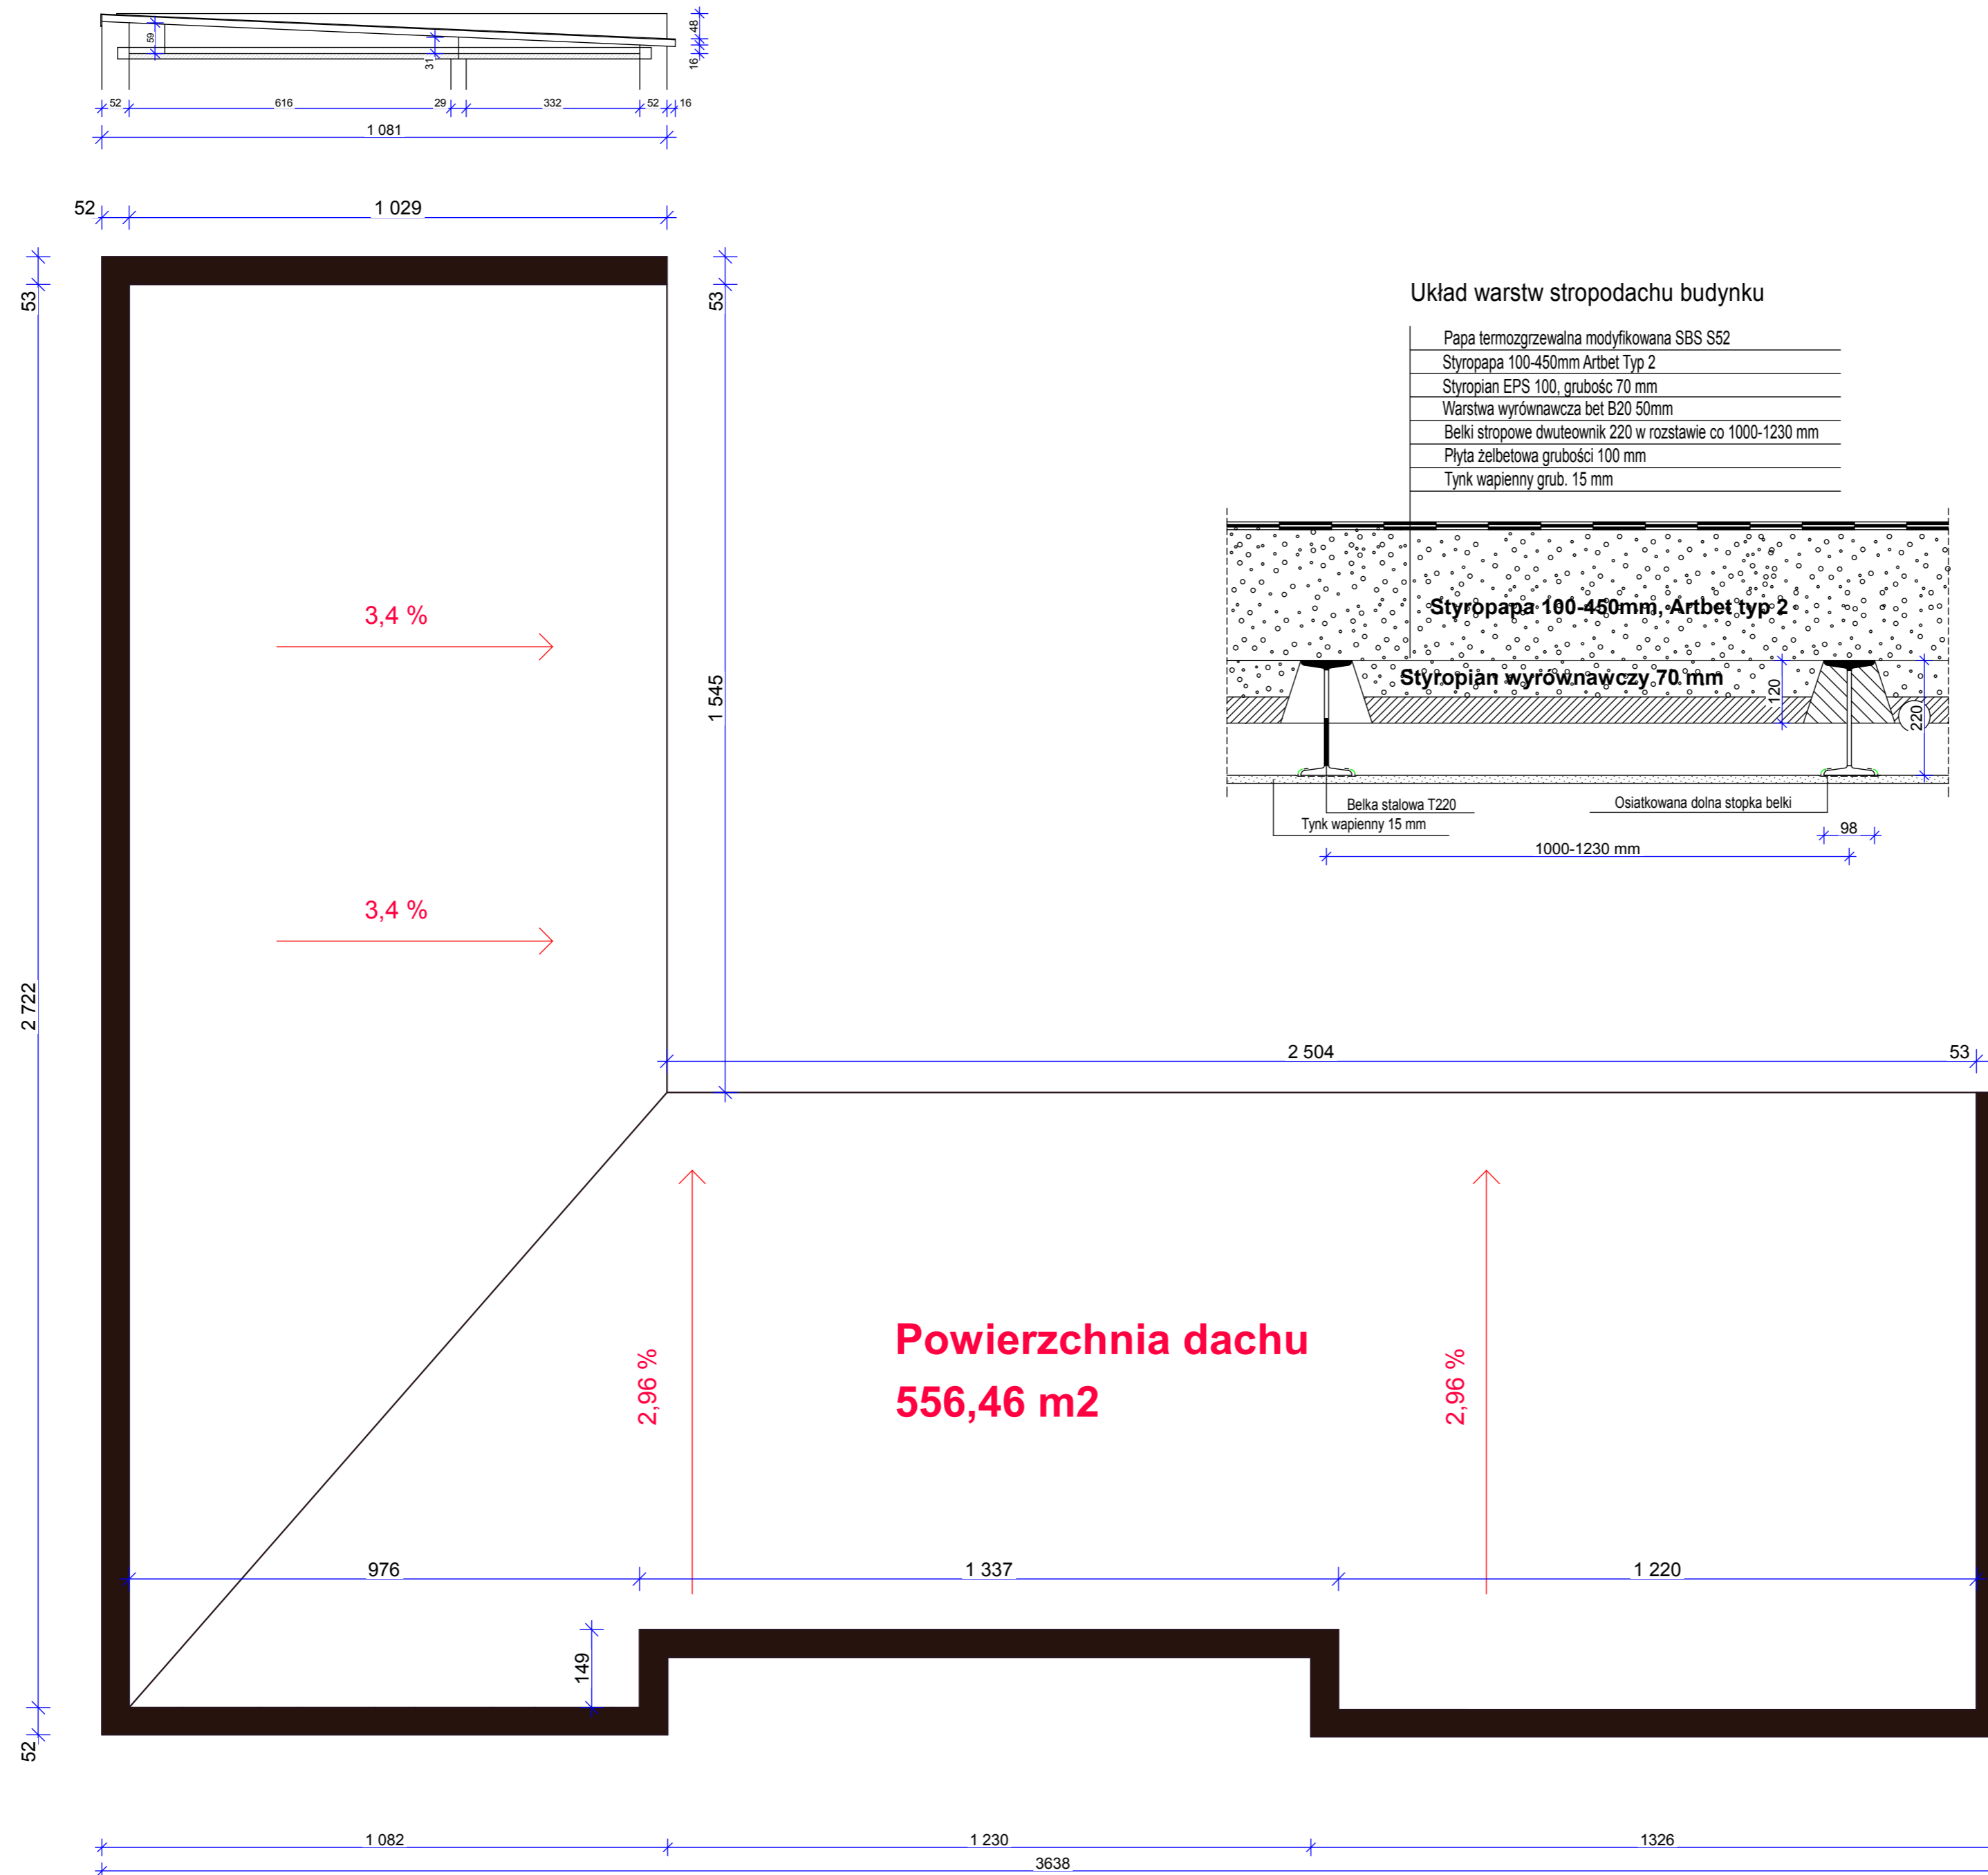 48
59
31
16
52
616
29
332
52
16
1 081
52
1 029
53
53
Układ warstw stropodachu budynku
Papa termozgrzewalna modyfikowana SBS S52
Styropapa 100-450mm Artbet Typ 2
Styropian EPS 100, grubośc 70 mm
Warstwa wyrównawcza bet B20 50mm
Belki stropowe dwuteownik 220 w rozstawie co 1000-1230 mm
Płyta żelbetowa grubości 100 mm
Tynk wapienny grub. 15 mm
3,4 %
Styropapa 100-450mm, Artbet typ 2
1 545
Styropian wyrównawczy 70 mm
120
220
Belka stalowa T220
Osiatkowana dolna stopka belki
Tynk wapienny 15 mm
98
1000-1230 mm
3,4 %
2 722
2 504
53
Powierzchnia dachu
556,46 m2
2,96 %
2,96 %
976
1 337
1 220
149
52
1 082
1 230
1326
3638